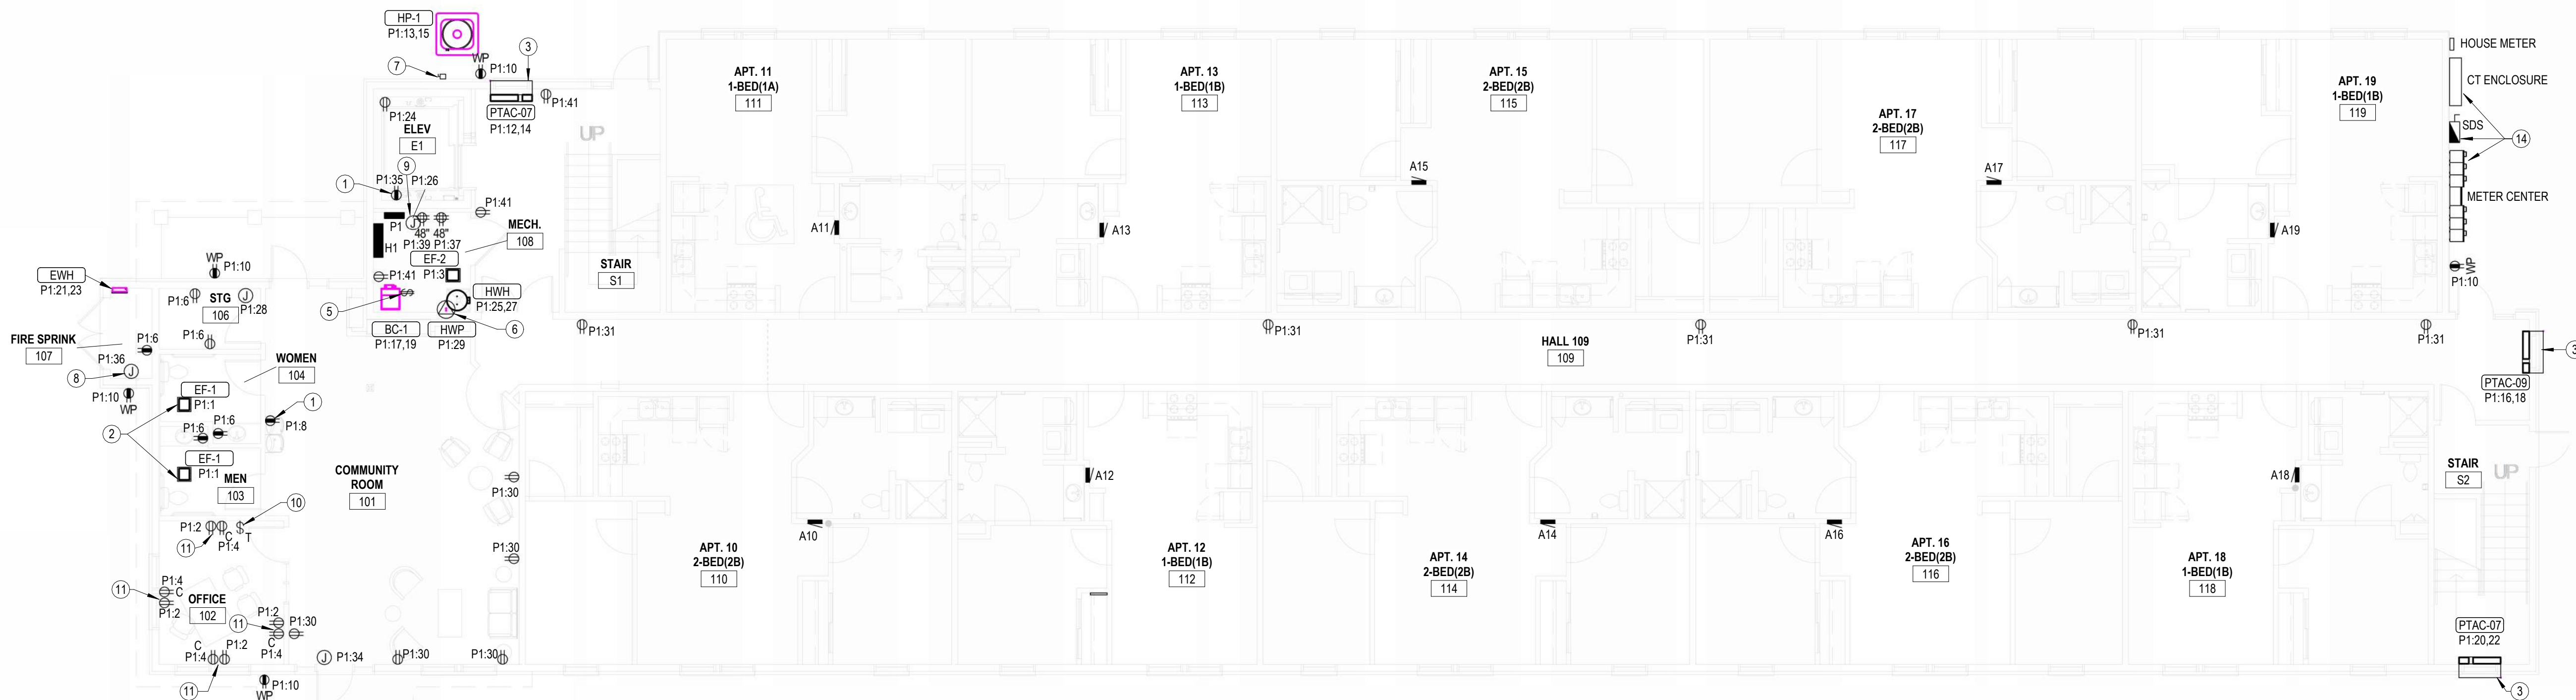 HP-1
P1:13,15
7
WP
P1:10
3
PTAC-07
P1:12,14
P1:41
P1:24
ELEV
E1
9
1
P1:35
P1:26
P1:41
P1
J
48" 48"
P1:39 P1:37
H1
MECH.
108
EF-2
P1:3
P1:41
5
HWH
P1:25,27
6
BC-1
P1:17,19
HWP
P1:29
UP
STAIR
S1
EWH
P1:21,23
WP
P1:10
P1:6
STG
106
J
P1:28
FIRE SPRINK
107
P1:6
P1:6
P1:36
8
J
WOMEN
104
P1:10
WP
EF-1
P1:1
2
P1:6
P1:6
1
P1:8
EF-1
P1:1
MEN
103
COMMUNITY
ROOM
101
P1:30
10
P1:2
C
P1:4
T
11
P1:30
11
P1:4
C
P1:2
OFFICE
102
11
P1:2
P1:30
C
P1:4
C
P1:4
P1:2
11
J
P1:34
P1:30
P1:30
WP
P1:10
APT. 11
1-BED(1A)
111
A11
APT. 13
1-BED(1B)
113
A13
APT. 15
2-BED(2B)
115
A15
APT. 17
2-BED(2B)
117
A17
APT. 19
1-BED(1B)
119
A19
HOUSE METER
CT ENCLOSURE
SDS
14
METER CENTER
WP
P1:10
P1:31
P1:31
P1:31
P1:31
P1:31
HALL 109
109
3
PTAC-09
P1:16,18
APT. 10
2-BED(2B)
110
A10
APT. 12
1-BED(1B)
112
A12
APT. 14
2-BED(2B)
114
A14
APT. 16
2-BED(2B)
116
A16
APT. 18
1-BED(1B)
118
A18
STAIR
S2
UP
PTAC-07
P1:20,22
3